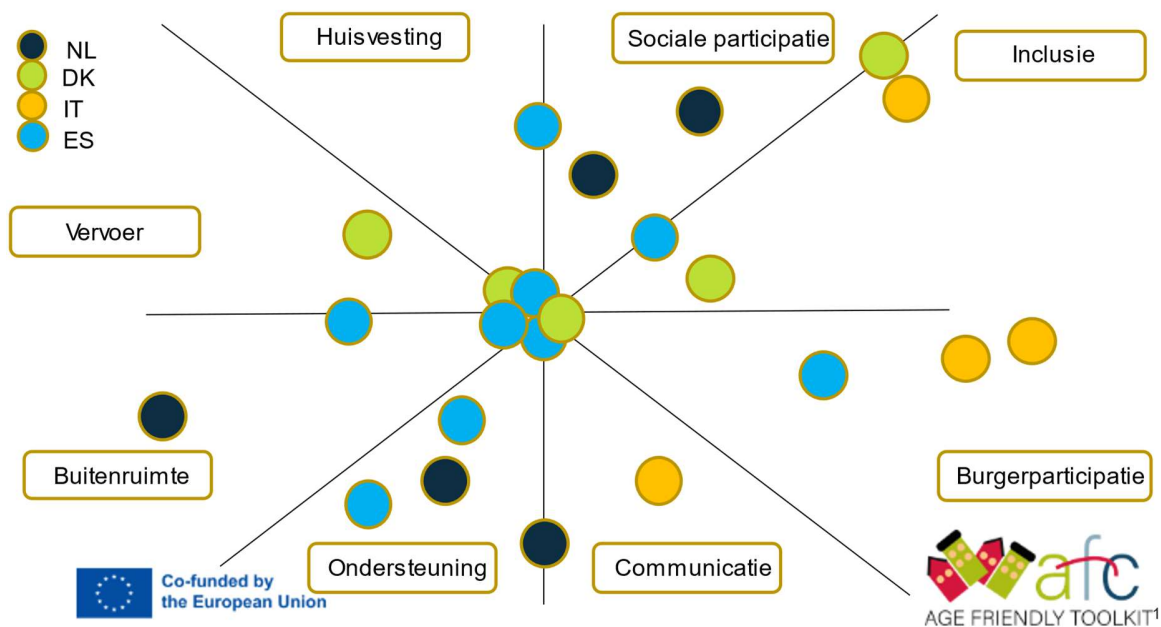 Huisvesting
Sociale participatie
Inclusie
NL
DK
IT
ES
Vervoer
Buitenruimte
Burgerparticipatie
Ondersteuning
Communicatie
Co-funded by
the European Union
afc
AGE FRIENDLY TOOLKIT¹